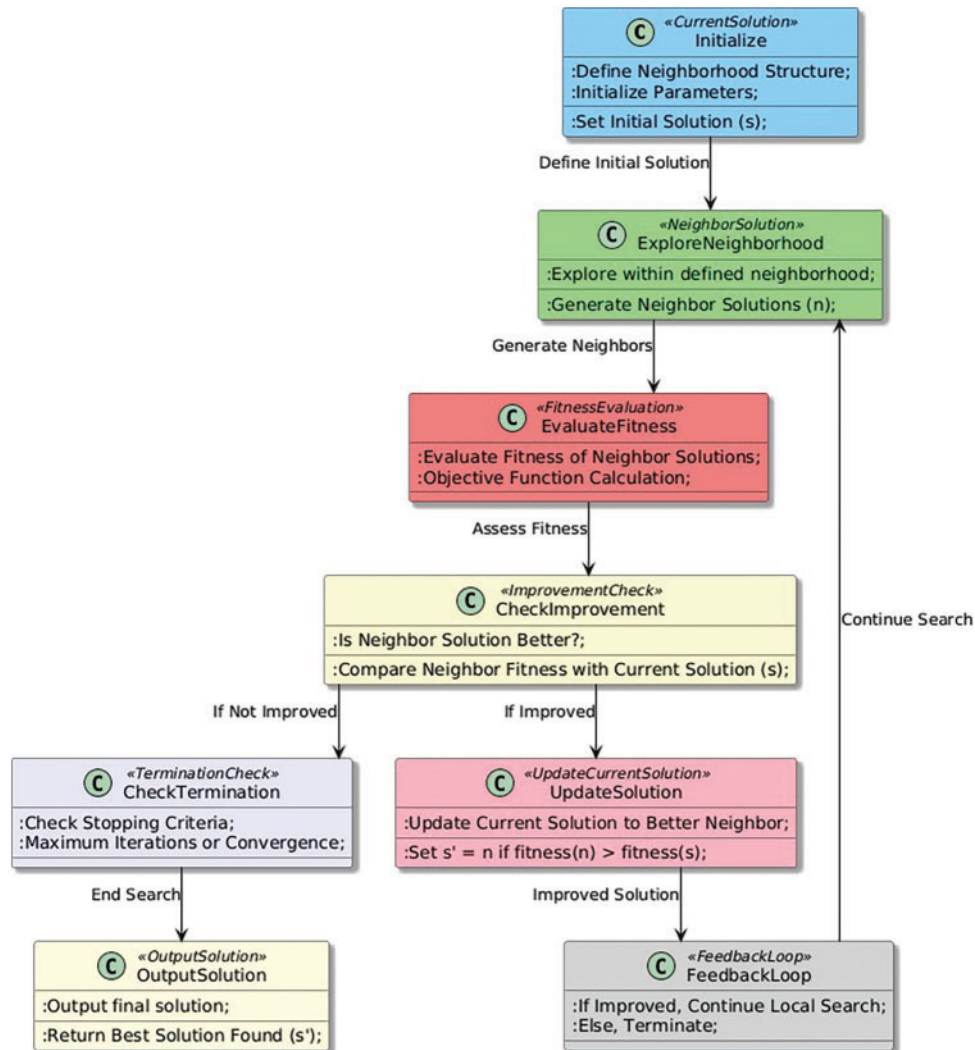 C «CurrentSolution»
Initialize
:Define Neighborhood Structure;
:Initialize Parameters;
:Set Initial Solution (s);
Define Initial Solution
C «NeighborSolution»
ExploreNeighborhood
:Explore within defined neighborhood;
:Generate Neighbor Solutions (n);
Generate Neighbors
C «FitnessEvaluation»
EvaluateFitness
:Evaluate Fitness of Neighbor Solutions;
:Objective Function Calculation;
Assess Fitness
C «ImprovementCheck»
CheckImprovement
:Is Neighbor Solution Better?;
:Compare Neighbor Fitness with Current Solution (s);
Continue Search
If Not Improved
If Improved
C «TerminationCheck»
CheckTermination
:Check Stopping Criteria;
:Maximum Iterations or Convergence;
C «UpdateCurrentSolution»
UpdateSolution
:Update Current Solution to Better Neighbor;
:Set s' = n if fitness(n) > fitness(s);
End Search
Improved Solution
C «OutputSolution»
OutputSolution
:Output final solution;
:Return Best Solution Found (s');
C «FeedbackLoop»
FeedbackLoop
:If Improved, Continue Local Search;
:Else, Terminate;